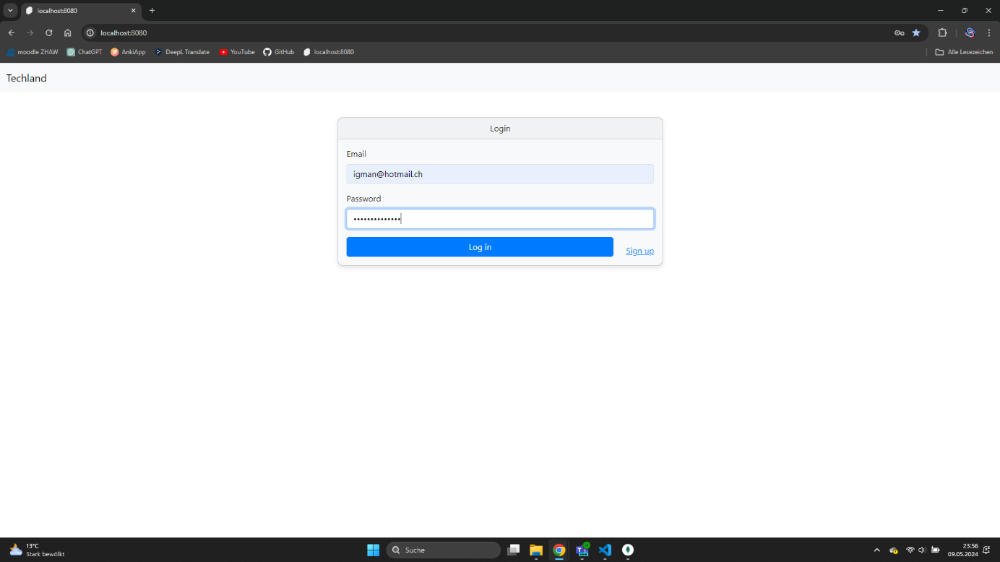 localhost:8080
localhost:8080
moodle ZHAW ChatGPT AnkiApp DeepL Translate YouTube GitHub localhost:8080 Alle Lesezeichen
Techland
Login
Email
igman@hotmail.ch
Password
••••••••••••••
Log in
Sign up
13°C
Stark bewölkt
Suche
23:56
09.05.2024